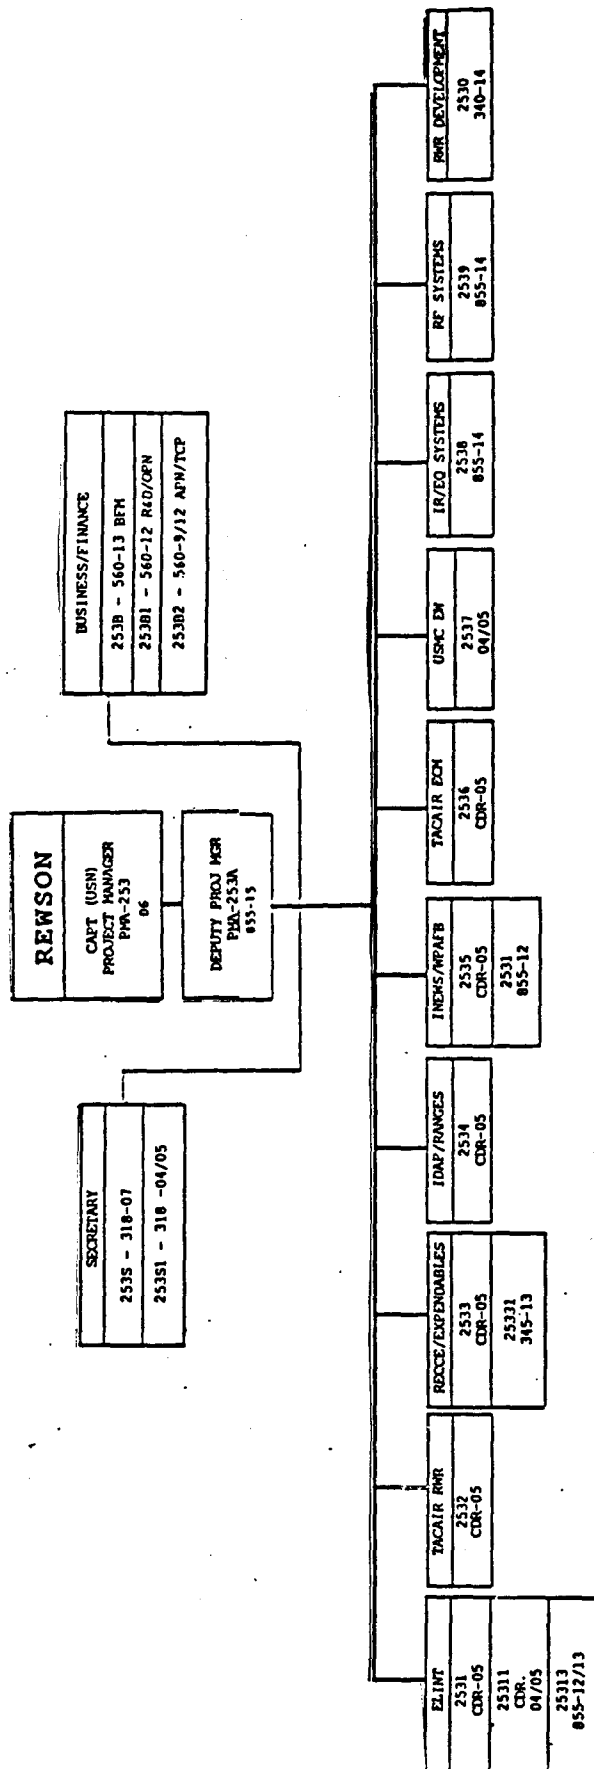 REWSON
CAPT (USN)
PROJECT MANAGER
PMA-253
06
DEPUTY PROJ MGR
PMA-253A
855-15
SECRETARY
253S - 318-07
253S1 - 318 -04/05
BUSINESS/FINANCE
253B - 560-13 BFM
253B1 - 560-12 R&D/OPN
253B2 - 560-9/12 APN/TCP
ELINT
2531
CDR-05
25311
CDR.
04/05
25313
855-12/13
TACAIR RWR
2532
CDR-05
RECCE/EXPENDABLES
2533
CDR-05
25331
345-13
IDAP/RANGES
2534
CDR-05
INEWS/WPAFB
2535
CDR-05
2531
855-12
TACAIR ECM
2536
CDR-05
USMC EW
2537
04/05
IR/EO SYSTEMS
2538
855-14
RF SYSTEMS
2539
855-14
RWR DEVELOPMENT
2530
340-14